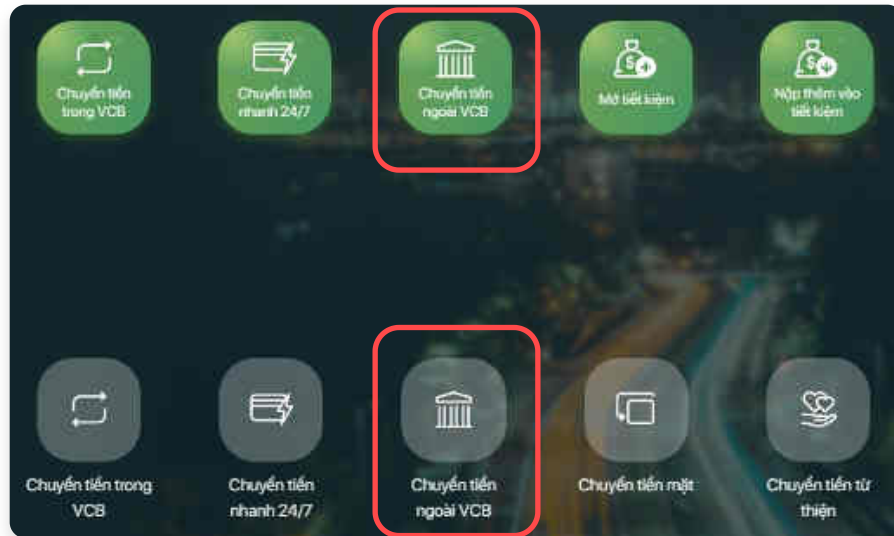 Chuyển tiền
trong VCB
Chuyển tiền
nhanh 24/7
Chuyển tiền
ngoài VCB
Mở tiết kiệm
Nộp thêm vào
tiết kiệm
Chuyển tiền trong
VCB
Chuyển tiền
nhanh 24/7
Chuyển tiền
ngoài VCB
Chuyển tiền mặt
Chuyển tiền từ
thiện